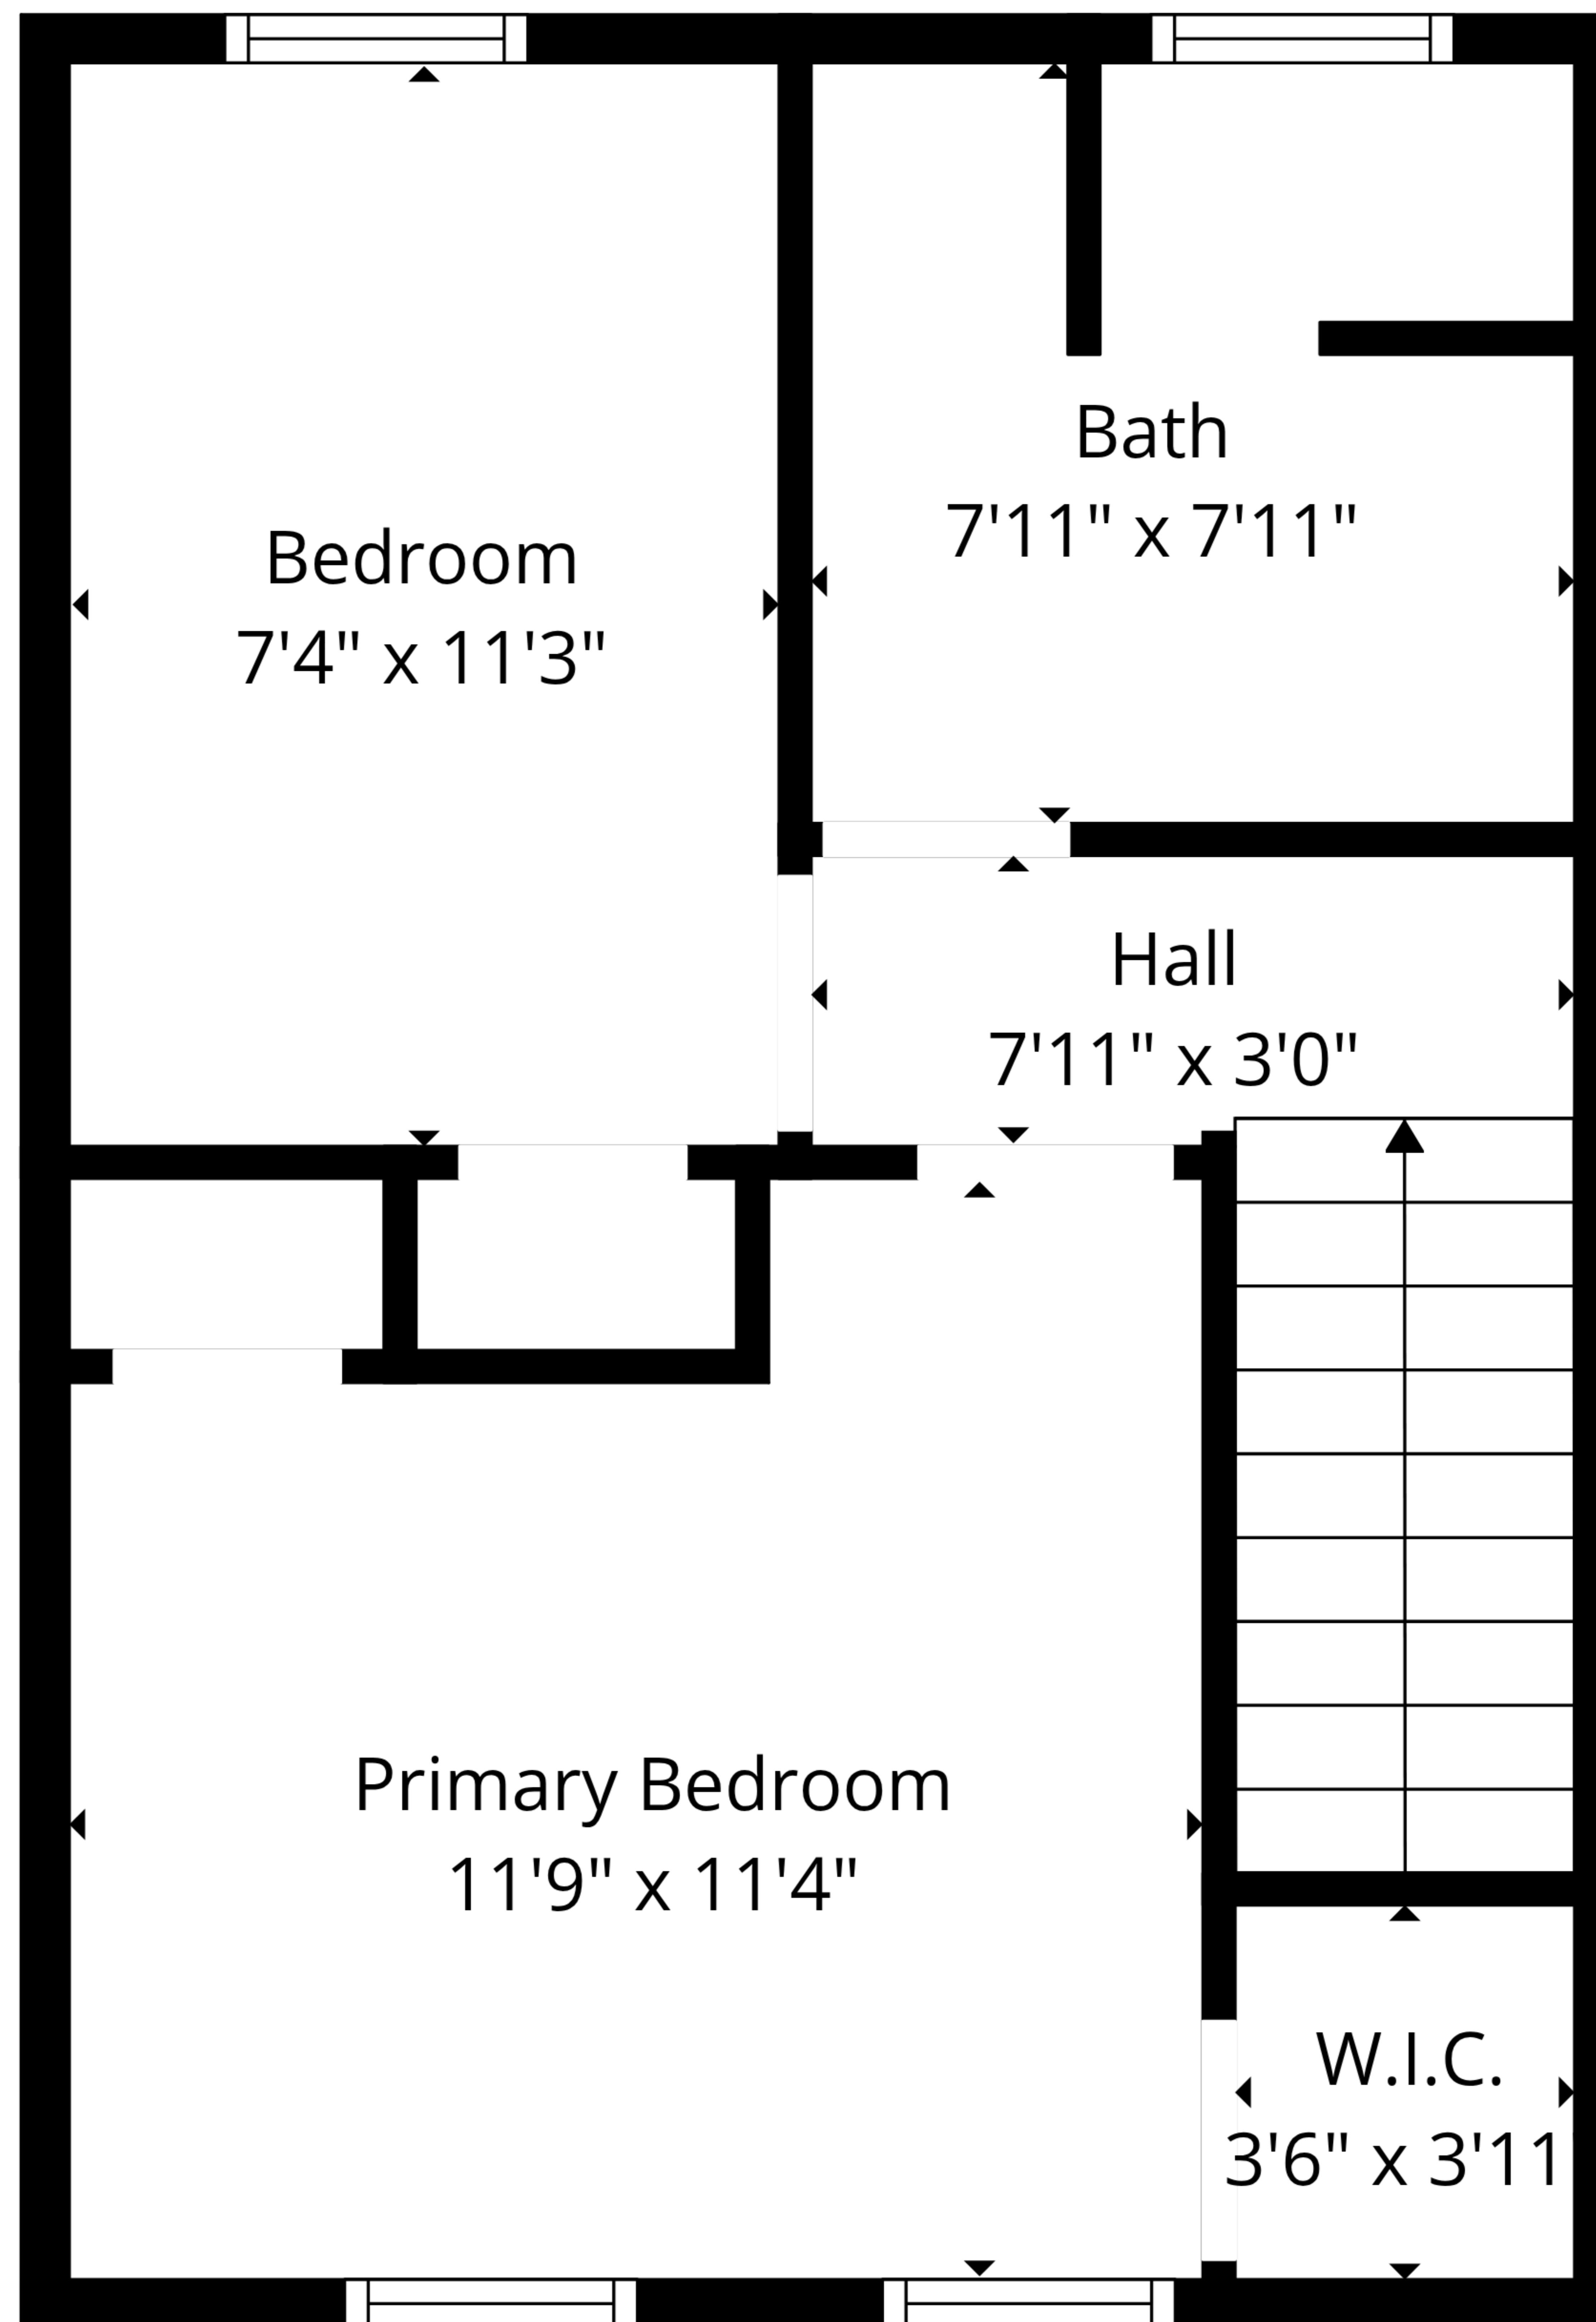 Bath
7'11" x 7'11"
Bedroom
7'4" x 11'3"
Hall
7'11" x 3'0"
Primary Bedroom
11'9" x 11'4"
W.I.C.
3'6" x 3'11